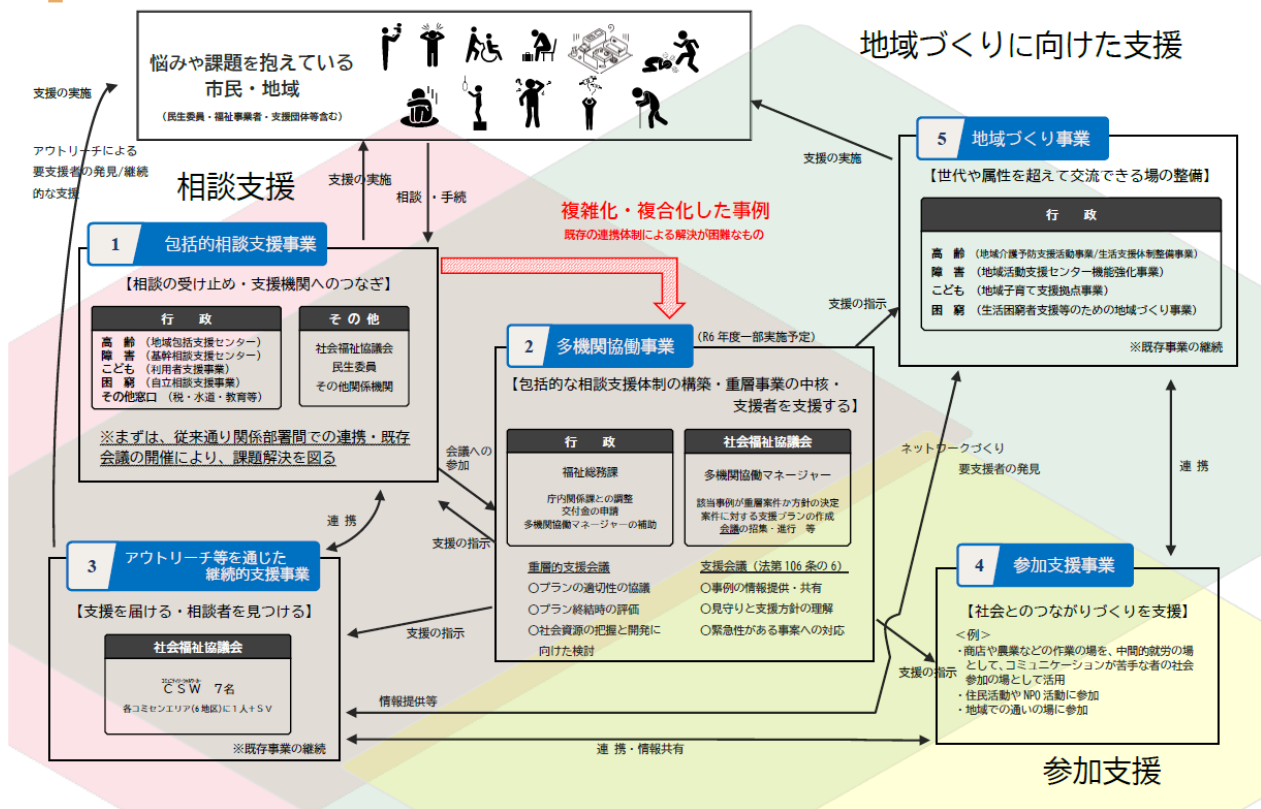 悩みや課題を抱えている
市民・地域
(民生委員・福祉事業者・支援団体等含む)
地域づくりに向けた支援
支援の実施
アウトリーチによる
要支援者の発見/継続
的な支援
相談支援
支援の実施
相談・手続
複雑化・複合化した事例
既存の連携体制による解決が困難なもの
支援の実施
1 包括的相談支援事業
【相談の受け止め・支援機関へのつなぎ】
行 政
高 齢 (地域包括支援センター)
障 害 (基幹相談支援センター)
こども (利用者支援事業)
困 窮 (自立相談支援事業)
その他窓口 (税・水道・教育等)
その他
社会福祉協議会
民生委員
その他関係機関
※まずは、従来通り関係部署間での連携・既存
会議の開催により、課題解決を図る
5 地域づくり事業
【世代や属性を超えて交流できる場の整備】
行 政
高 齢 (地域介護予防支援活動事業/生活支援体制整備事業)
障 害 (地域活動支援センター機能強化事業)
こども (地域子育て支援拠点事業)
困 窮 (生活困窮者支援等のための地域づくり事業)
※既存事業の継続
支援の指示
2 多機関協働事業
(R6年度一部実施予定)
【包括的な相談支援体制の構築・重層事業の中核・
支援者を支援する】
行 政
福祉総務課
庁内関係課との調整
交付金の申請
多機関協働マネージャーの補助
社会福祉協議会
多機関協働マネージャー
該当事例が重層案件か方針の決定
案件に対する支援プランの作成
会議の招集・進行 等
重層的支援会議
〇プランの適切性の協議
〇プラン終結時の評価
〇社会資源の把握と開発に
向けた検討
支援会議(法第106条の6)
〇事例の情報提供・共有
〇見守りと支援方針の理解
〇緊急性がある事案への対応
会議への
参加
支援の指示
連 携
支援の指示
ネットワークづくり
要支援者の発見
連 携
3 アウトリーチ等を通じた
継続的支援事業
【支援を届ける・相談者を見つける】
社会福祉協議会
CSW 7名
各コミセンエリア(6地区)に1人+SV
※既存事業の継続
情報提供等
連 携・情報共有
支援の指示
4 参加支援事業
【社会とのつながりづくりを支援】
<例>
・商店や農業などの作業の場を、中間的就労の場
として、コミュニケーションが苦手な者の社会
参加の場として活用
・住民活動やNPO活動に参加
・地域での通いの場に参加
参加支援